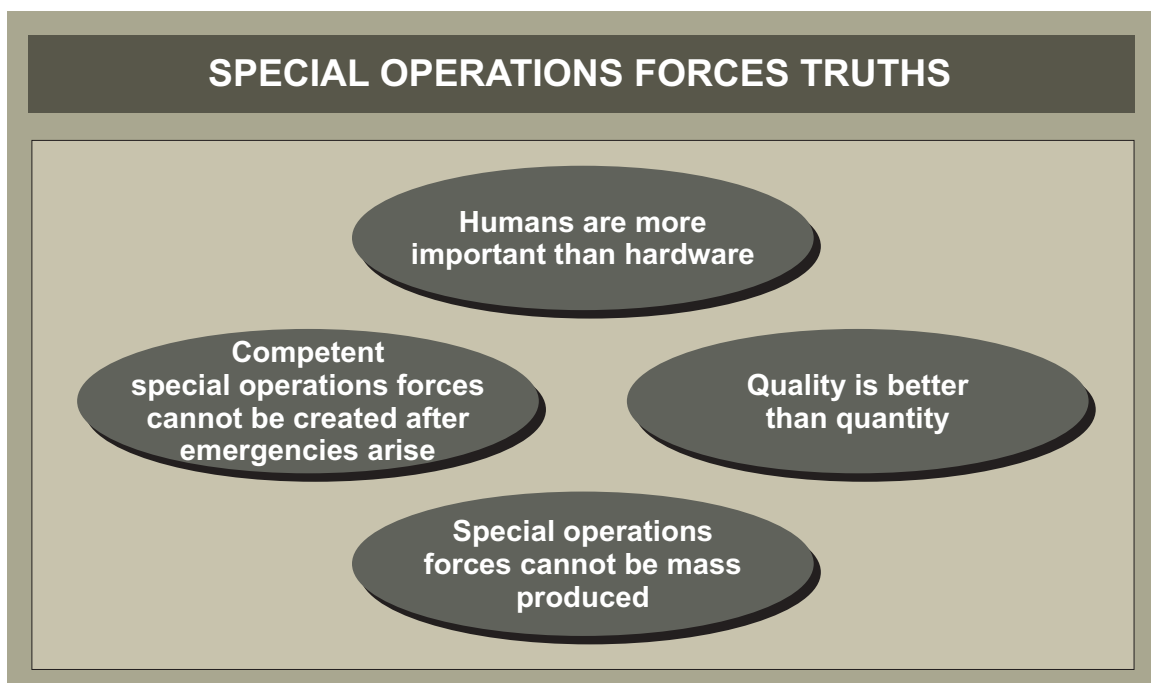 SPECIAL OPERATIONS FORCES TRUTHS
Humans are more
important than hardware
Competent
special operations forces
cannot be created after
emergencies arise
Quality is better
than quantity
Special operations
forces cannot be mass
produced